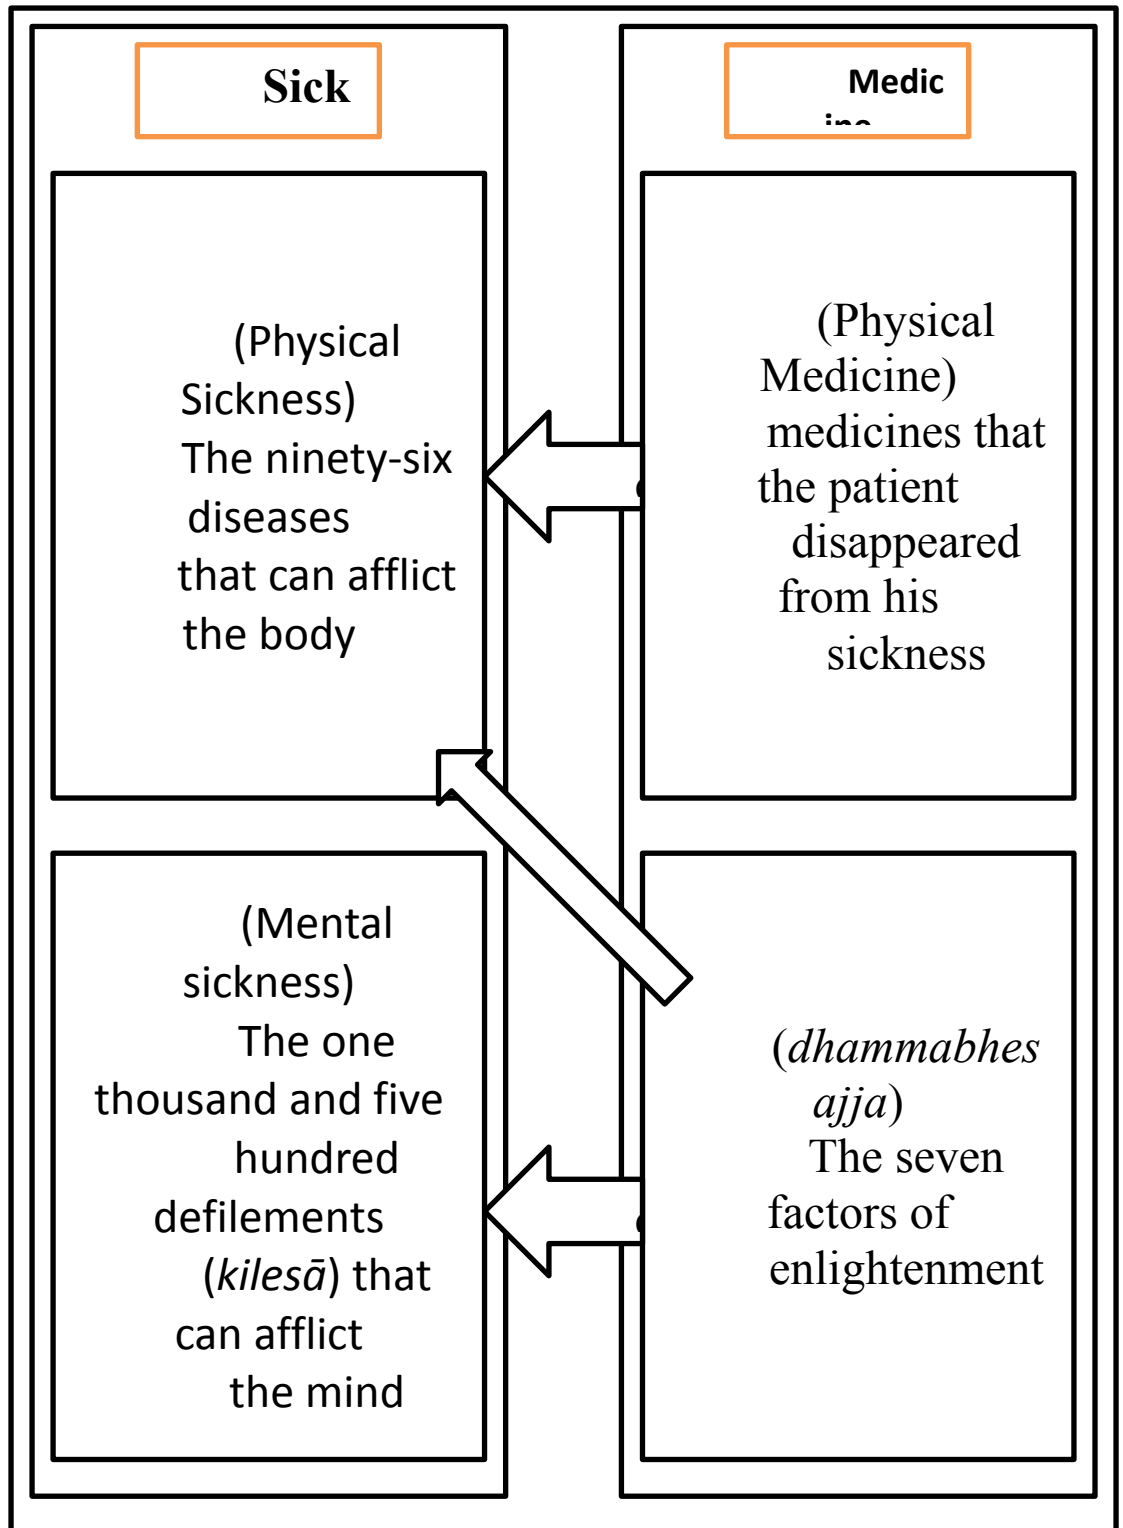 Sick
(Physical
Sickness)
The ninety-six
diseases
that can afflict
the body
(Mental
sickness)
The one
thousand and five
hundred
defilements
(kilesā) that
can afflict
the mind
Medic
ine
(Physical
Medicine)
medicines that
the patient
disappeared
from his
sickness
(dhammabhes
ajja)
The seven
factors of
enlightenment